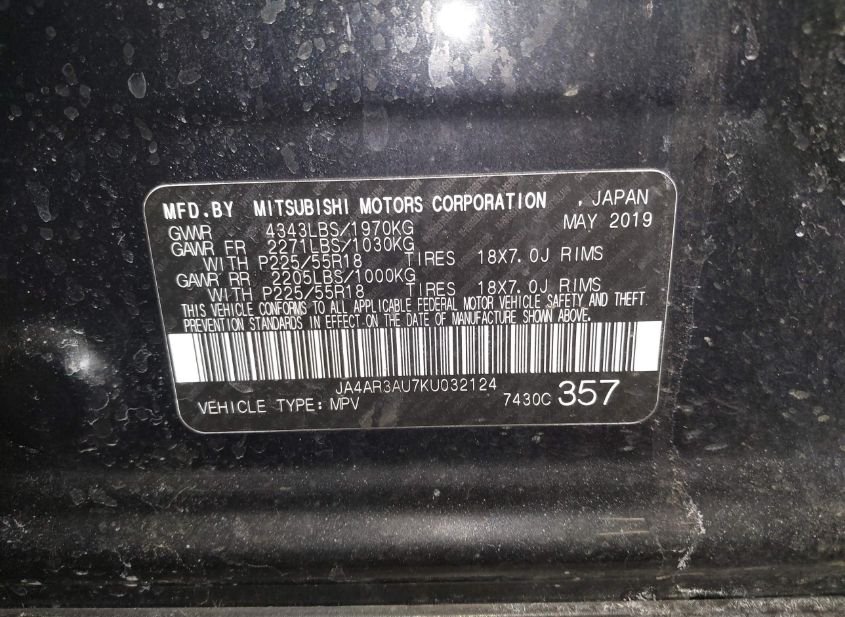 MFD.BY MITSUBISHI MOTORS CORPORATION , JAPAN
GVWR 4343LBS/1970KG MAY 2019
GAWR FR 2271LBS/1030KG
WITH P225/55R18 TIRES 18X7.0J RIMS
GAWR RR 2205LBS/1000KG
WITH P225/55R18 TIRES 18X7.0J RIMS
THIS VEHICLE CONFORMS TO ALL APPLICABLE FEDERAL MOTOR VEHICLE SAFETY AND THEFT
PREVENTION STANDARDS IN EFFECT ON THE DATE OF MANUFACTURE SHOWN ABOVE.
JA4AR3AU7KU032124
VEHICLE TYPE: MPV 7430C 357